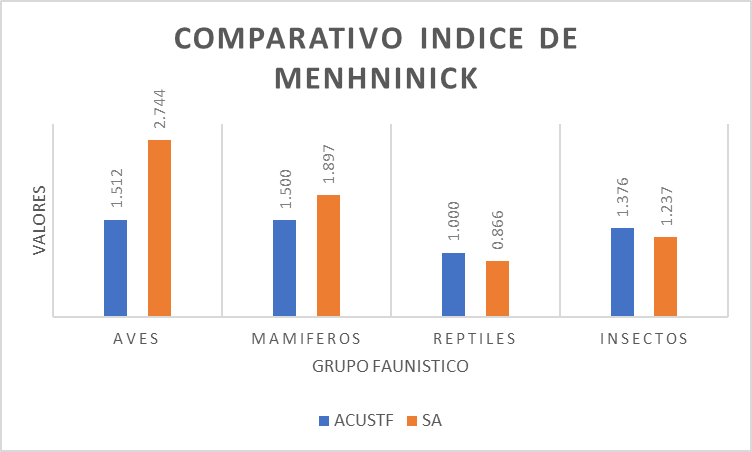 COMPARATIVO INDICE DE
MENHNINICK
VALORES
1.512
2.744
1.500
1.897
1.000
0.866
1.376
1.237
AVES
MAMIFEROS
REPTILES
INSECTOS
GRUPO FAUNISTICO
ACUSTF
SA